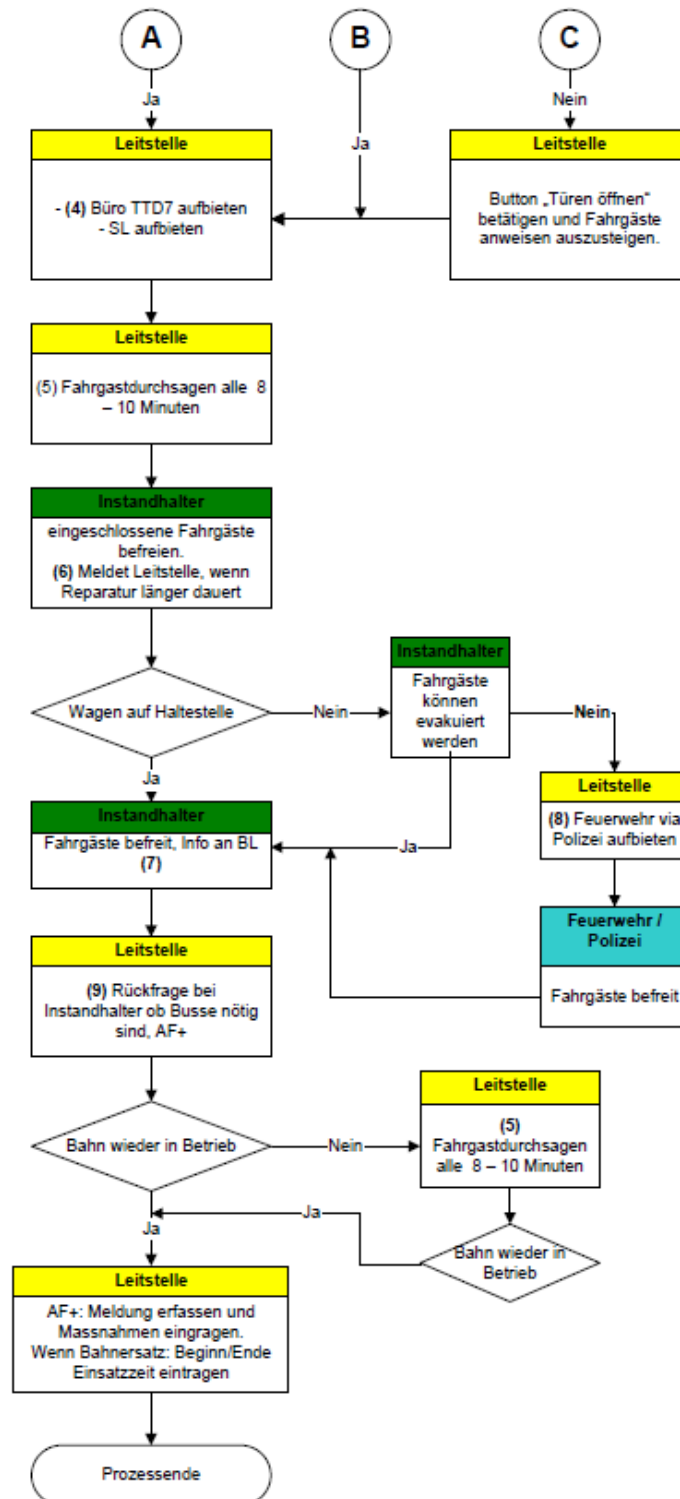 A
B
C
Ja
Ja
Nein
Leitstelle
- (4) Büro TTD7 aufbieten
- SL aufbieten
Leitstelle
Button „Türen öffnen“
betätigen und Fahrgäste
anweisen auszusteigen.
Leitstelle
(5) Fahrgastdurchsagen alle 8
– 10 Minuten
Instandhalter
eingeschlossene Fahrgäste
befreien.
(6) Meldet Leitstelle, wenn
Reparatur länger dauert
Wagen auf Haltestelle
Nein
Instandhalter
Fahrgäste
können
evakuiert
werden
Nein
Ja
Leitstelle
(8) Feuerwehr via
Polizei aufbieten
Instandhalter
Fahrgäste befreit, Info an BL
(7)
Ja
Feuerwehr /
Polizei
Fahrgäste befreit
Leitstelle
(9) Rückfrage bei
Instandhalter ob Busse nötig
sind, AF+
Bahn wieder in Betrieb
Nein
Leitstelle
(5)
Fahrgastdurchsagen
alle 8 – 10 Minuten
Ja
Ja
Bahn wieder in
Betrieb
Leitstelle
AF+: Meldung erfassen und
Massnahmen eingragen.
Wenn Bahnersatz: Beginn/Ende
Einsatzzeit eintragen
Prozessende